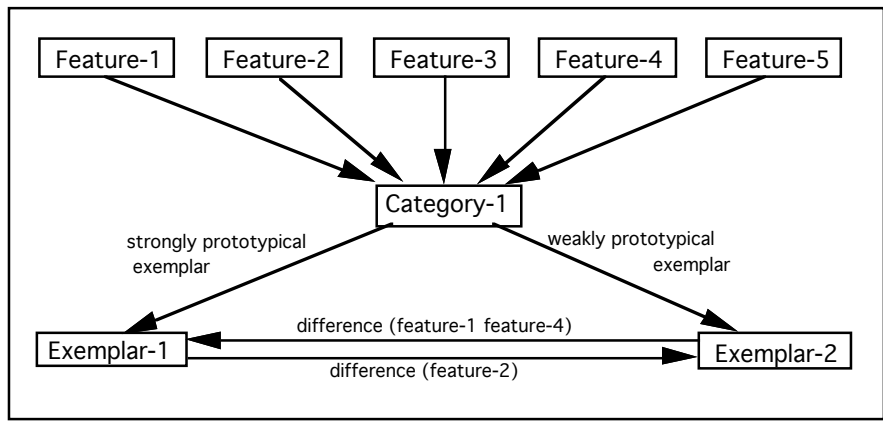 Feature-1
Feature-2
Feature-3
Feature-4
Feature-5
Category-1
strongly prototypical
exemplar
weakly prototypical
exemplar
difference (feature-1 feature-4)
Exemplar-1
Exemplar-2
difference (feature-2)